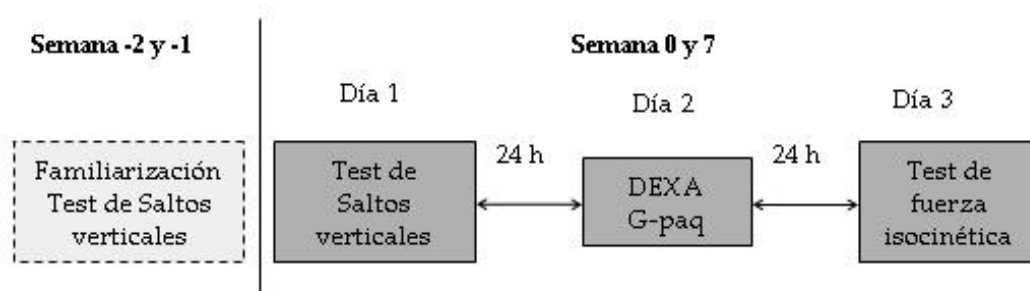 Semana -2 y -1
Semana 0 y 7
Día 1
Día 2
Día 3
Familiarización
Test de Saltos
verticales
Test de
Saltos
verticales
24 h
DEXA
G-paq
24 h
Test de
fuerza
isocinética